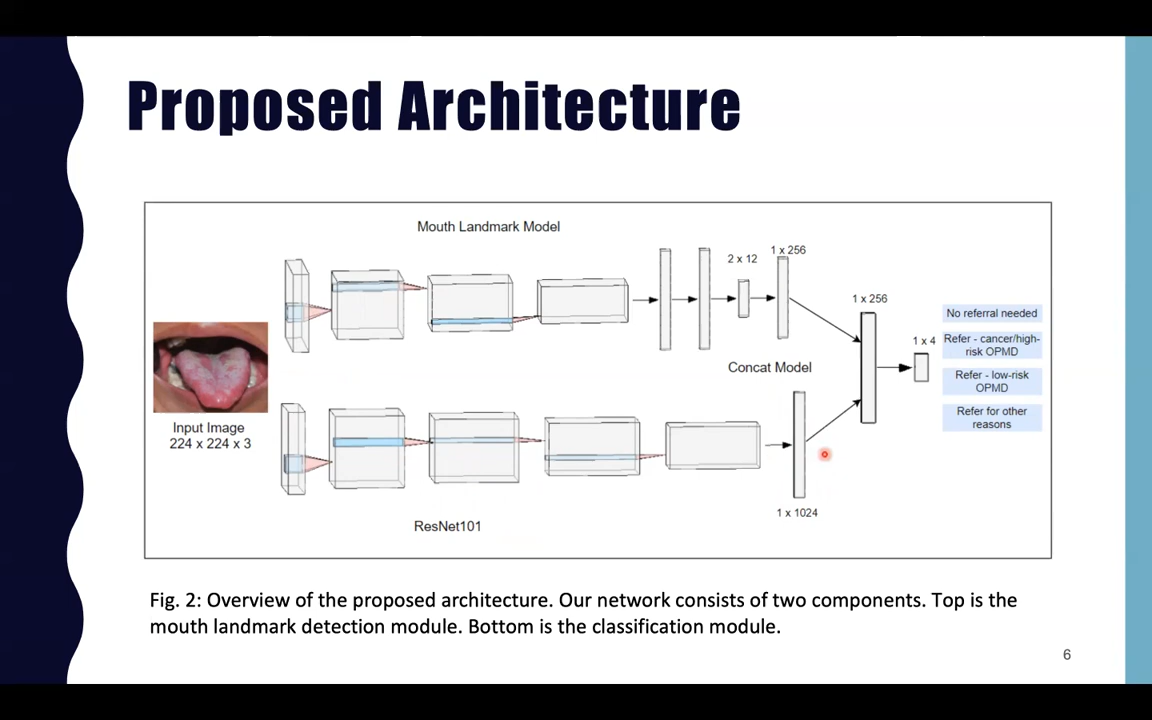 Proposed Architecture
Mouth Landmark Model
2 x 12
1 x 256
1 x 256
No referral needed
1 x 4
Refer - cancer/high-
risk OPMD
Concat Model
Refer - low-risk
OPMD
Refer for other
reasons
Input Image
224 x 224 x 3
1 x 1024
ResNet101
Fig. 2: Overview of the proposed architecture. Our network consists of two components. Top is the
mouth landmark detection module. Bottom is the classification module.
6